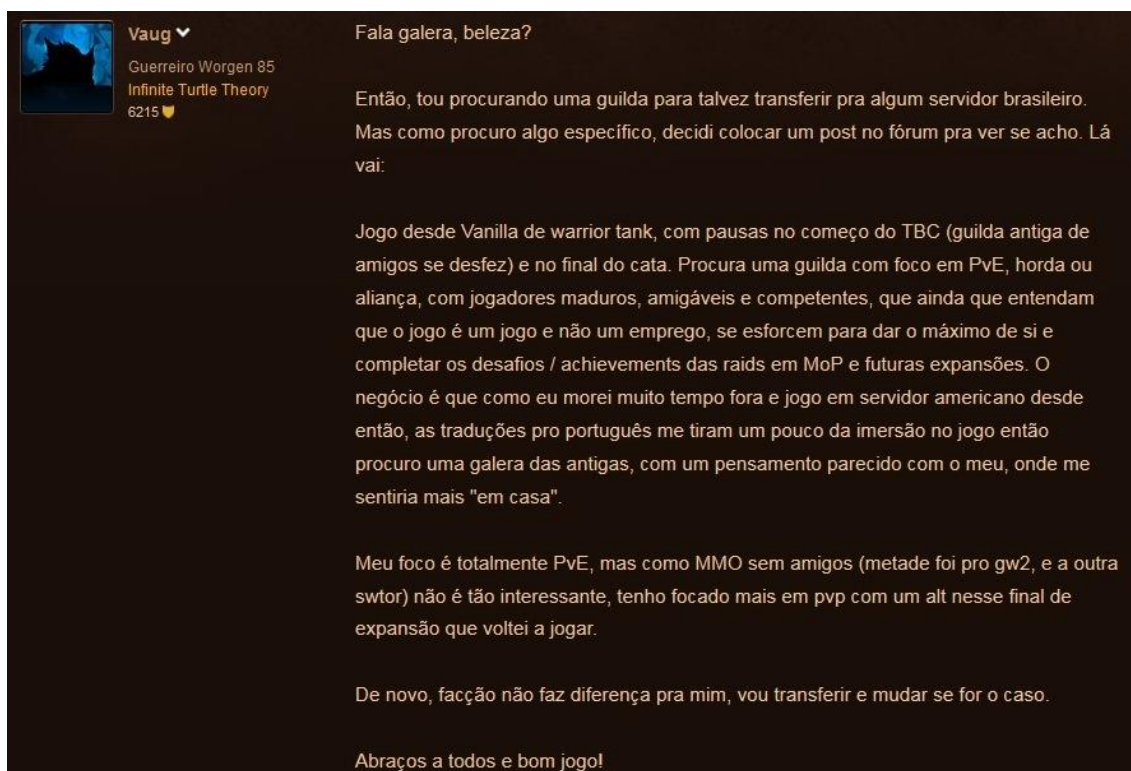 Vaug
Guerreiro Worgen 85
Infinite Turtle Theory
6215
Fala galera, beleza?
Então, tou procurando uma guilda para talvez transferir pra algum servidor brasileiro.
Mas como procuro algo específico, decidi colocar um post no fórum pra ver se acho. Lá
vai:
Jogo desde Vanilla de warrior tank, com pausas no começo do TBC (guilda antiga de
amigos se desfez) e no final do cata. Procura uma guilda com foco em PvE, horda ou
aliança, com jogadores maduros, amigáveis e competentes, que ainda que entendam
que o jogo é um jogo e não um emprego, se esforcem para dar o máximo de si e
completar os desafios / achievements das raids em MoP e futuras expansões. O
negócio é que como eu morei muito tempo fora e jogo em servidor americano desde
então, as traduções pro português me tiram um pouco da imersão no jogo então
procuro uma galera das antigas, com um pensamento parecido com o meu, onde me
sentiria mais "em casa".
Meu foco é totalmente PvE, mas como MMO sem amigos (metade foi pro gw2, e a outra
swtor) não é tão interessante, tenho focado mais em pvp com um alt nesse final de
expansão que voltei a jogar.
De novo, facção não faz diferença pra mim, vou transferir e mudar se for o caso.
Abraços a todos e bom jogo!